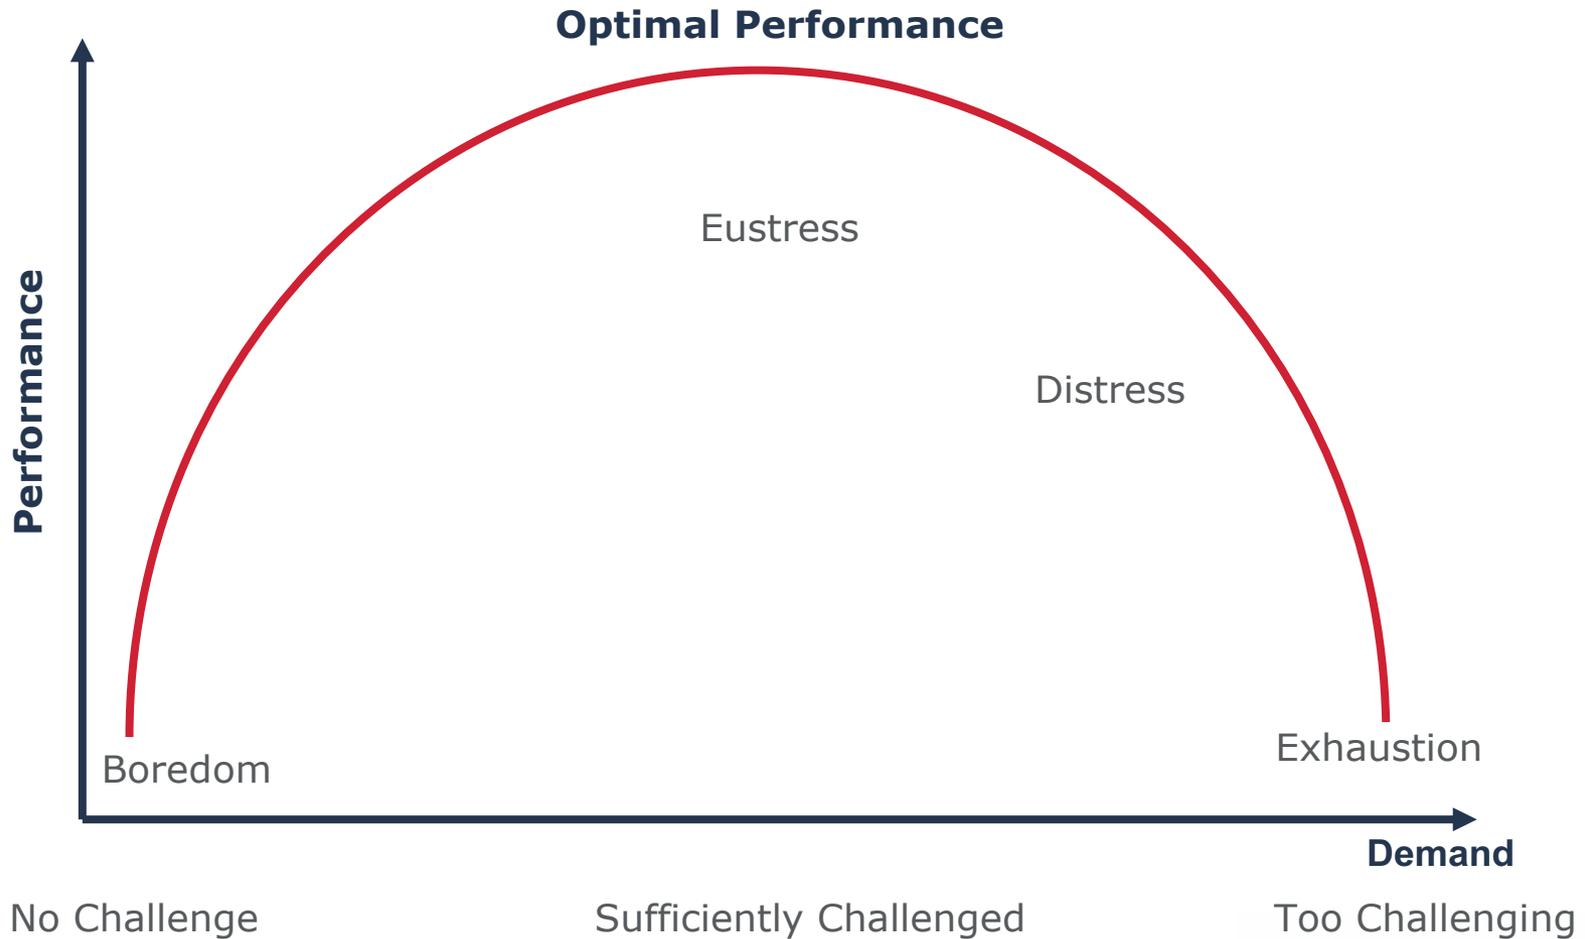 Optimal Performance
Performance
Eustress
Distress
Boredom
Exhaustion
Demand
No Challenge
Sufficiently Challenged
Too Challenging